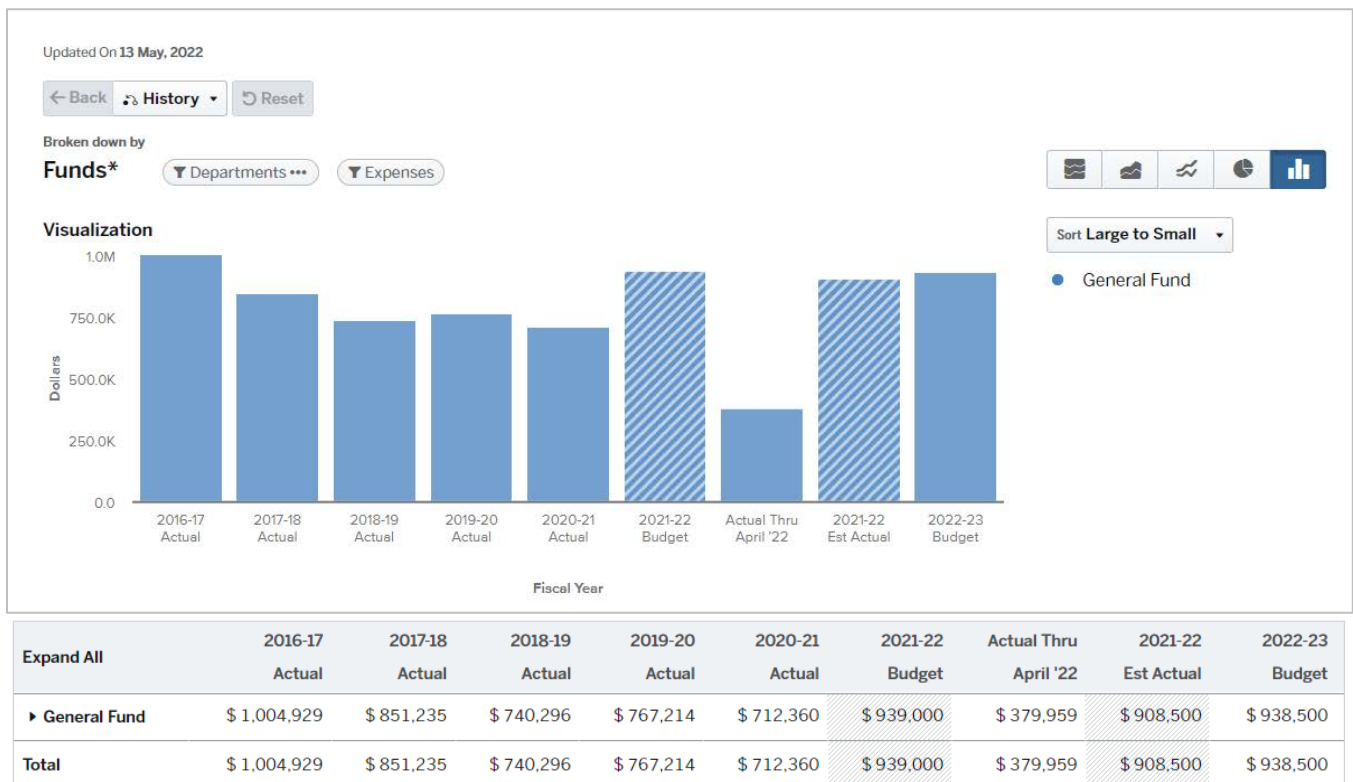 Updated On 13 May, 2022
Back History Reset
Broken down by
Funds* Departments ••• Expenses
Visualization
Sort Large to Small
General Fund
1.0M
750.0K
500.0K
250.0K
0.0
Dollars
2016-17 2017-18 2018-19 2019-20 2020-21 2021-22 Actual Thru 2021-22 2022-23
Actual Actual Actual Actual Actual Budget April '22 Est Actual Budget
Fiscal Year
Expand All 2016-17 2017-18 2018-19 2019-20 2020-21 2021-22 Actual Thru 2021-22 2022-23
Actual Actual Actual Actual Actual Budget April '22 Est Actual Budget
General Fund $ 1,004,929 $ 851,235 $ 740,296 $ 767,214 $ 712,360 $ 939,000 $ 379,959 $ 908,500 $ 938,500
Total $ 1,004,929 $ 851,235 $ 740,296 $ 767,214 $ 712,360 $ 939,000 $ 379,959 $ 908,500 $ 938,500